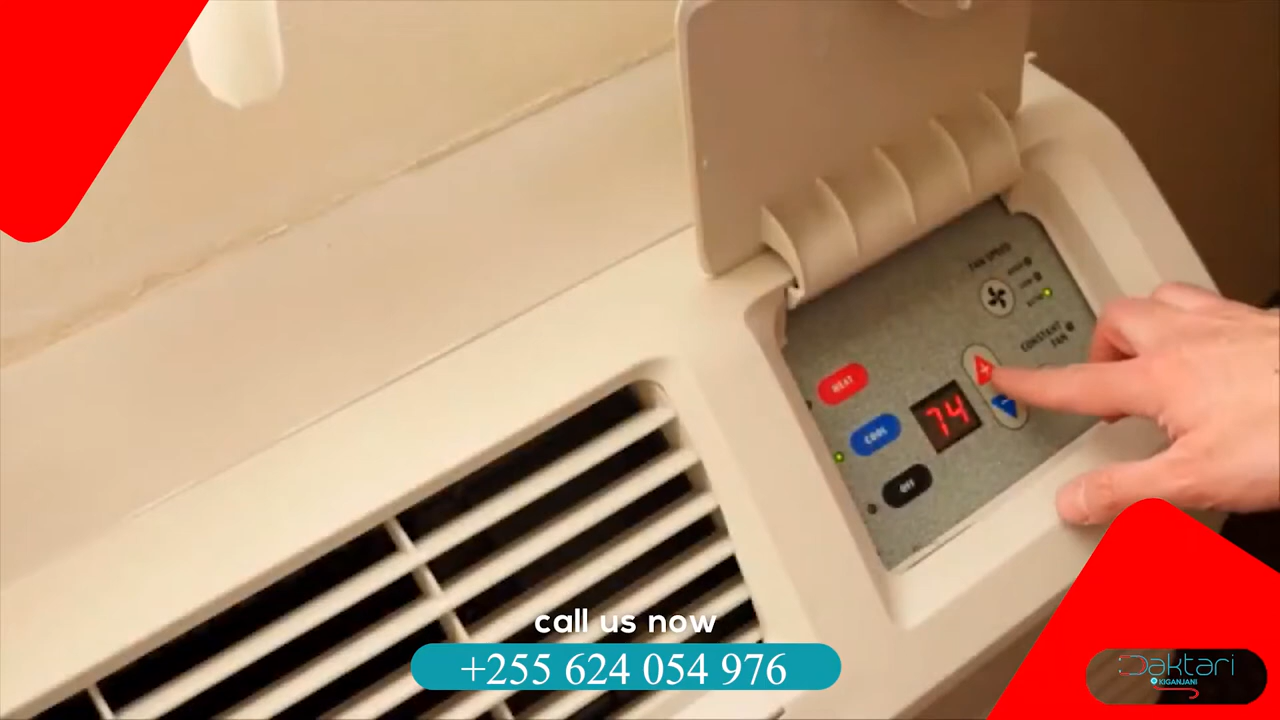 FAN SPEED
CONSTANT
FAN
HEAT
74
COOL
OFF
call us now
+255 624 054 976
Daktari
KIGANJANI